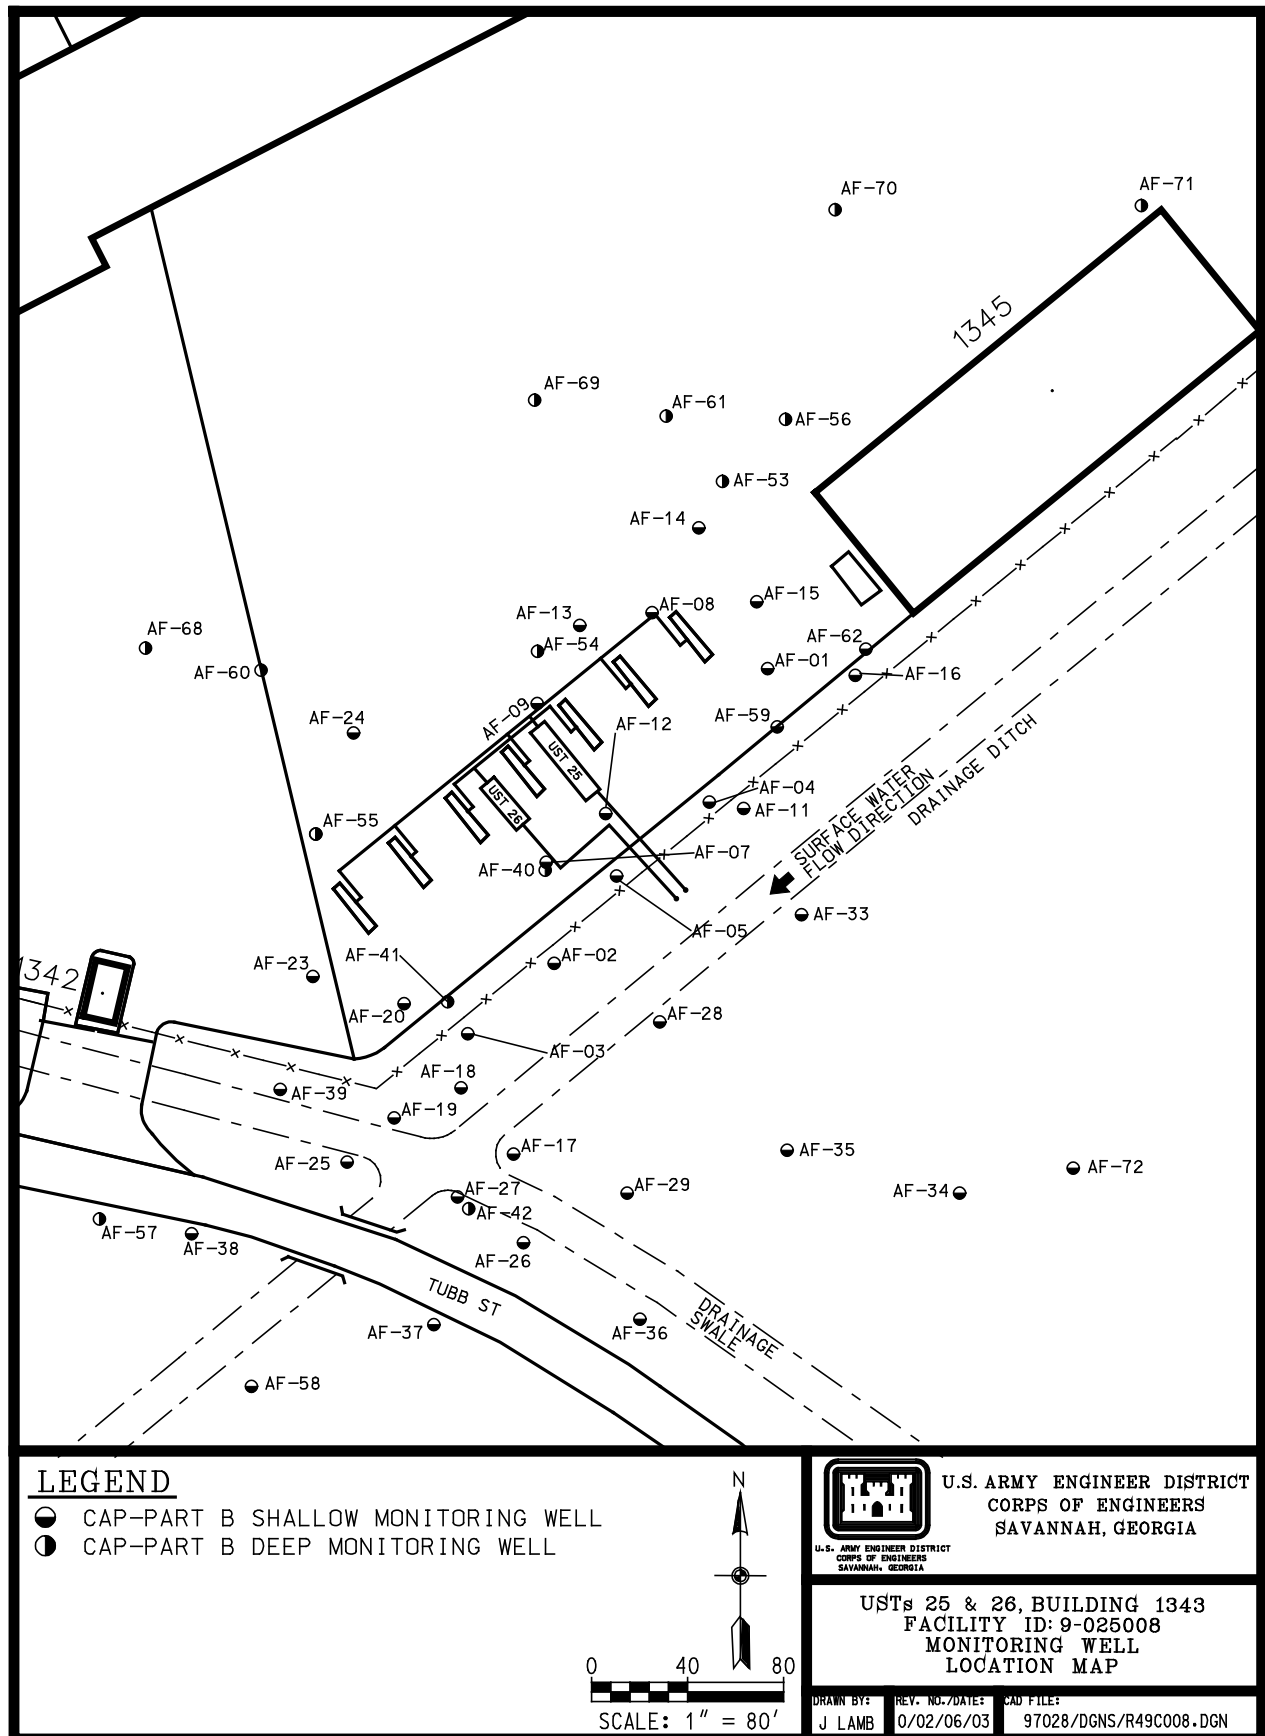 AF-70
AF-71
1345
AF-69
AF-61
AF-56
AF-53
AF-14
AF-15
AF-08
AF-13
AF-54
AF-62
AF-68
AF-60
AF-01
AF-16
AF-24
AF-09
AF-12
AF-59
UST 25
UST 26
AF-04
AF-11
SURFACE WATER
FLOW DIRECTION
DRAINAGE DITCH
AF-55
AF-07
AF-40
AF-33
AF-05
AF-41
AF-02
AF-23
1342
AF-20
AF-28
AF-03
AF-18
AF-39
AF-19
AF-17
AF-35
AF-25
AF-72
AF-27
AF-29
AF-34
AF-42
AF-57
AF-38
AF-26
TUBB ST
DRAINAGE
SWALE
AF-37
AF-36
AF-58
LEGEND
CAP-PART B SHALLOW MONITORING WELL
CAP-PART B DEEP MONITORING WELL
N
0 40 80
SCALE: 1" = 80'
U.S. ARMY ENGINEER DISTRICT
CORPS OF ENGINEERS
SAVANNAH, GEORGIA
U.S. ARMY ENGINEER DISTRICT
CORPS OF ENGINEERS
SAVANNAH, GEORGIA
USTs 25 & 26, BUILDING 1343
FACILITY ID: 9-025008
MONITORING WELL
LOCATION MAP
DRAWN BY:
J LAMB
REV. NO./DATE:
0/02/06/03
CAD FILE:
97028/DGNS/R49C008.DGN